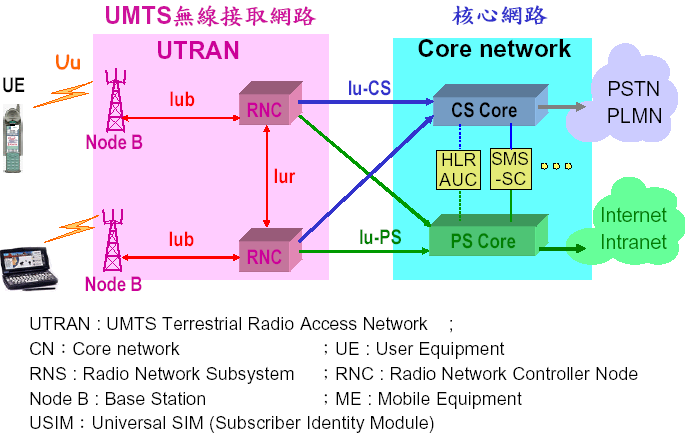 UMTS無線接取網路
核心網路
UTRAN
Core network
UE
Uu
Iub
RNC
Iu-CS
CS Core
PSTN
PLMN
Node B
Iur
HLR
AUC
SMS
-SC
Iub
RNC
Iu-PS
PS Core
Internet
Intranet
Node B
UTRAN : UMTS Terrestrial Radio Access Network ;
CN：Core network ；UE : User Equipment
RNS : Radio Network Subsystem ；RNC : Radio Network Controller Node
Node B : Base Station ；ME : Mobile Equipment
USIM : Universal SIM (Subscriber Identity Module)